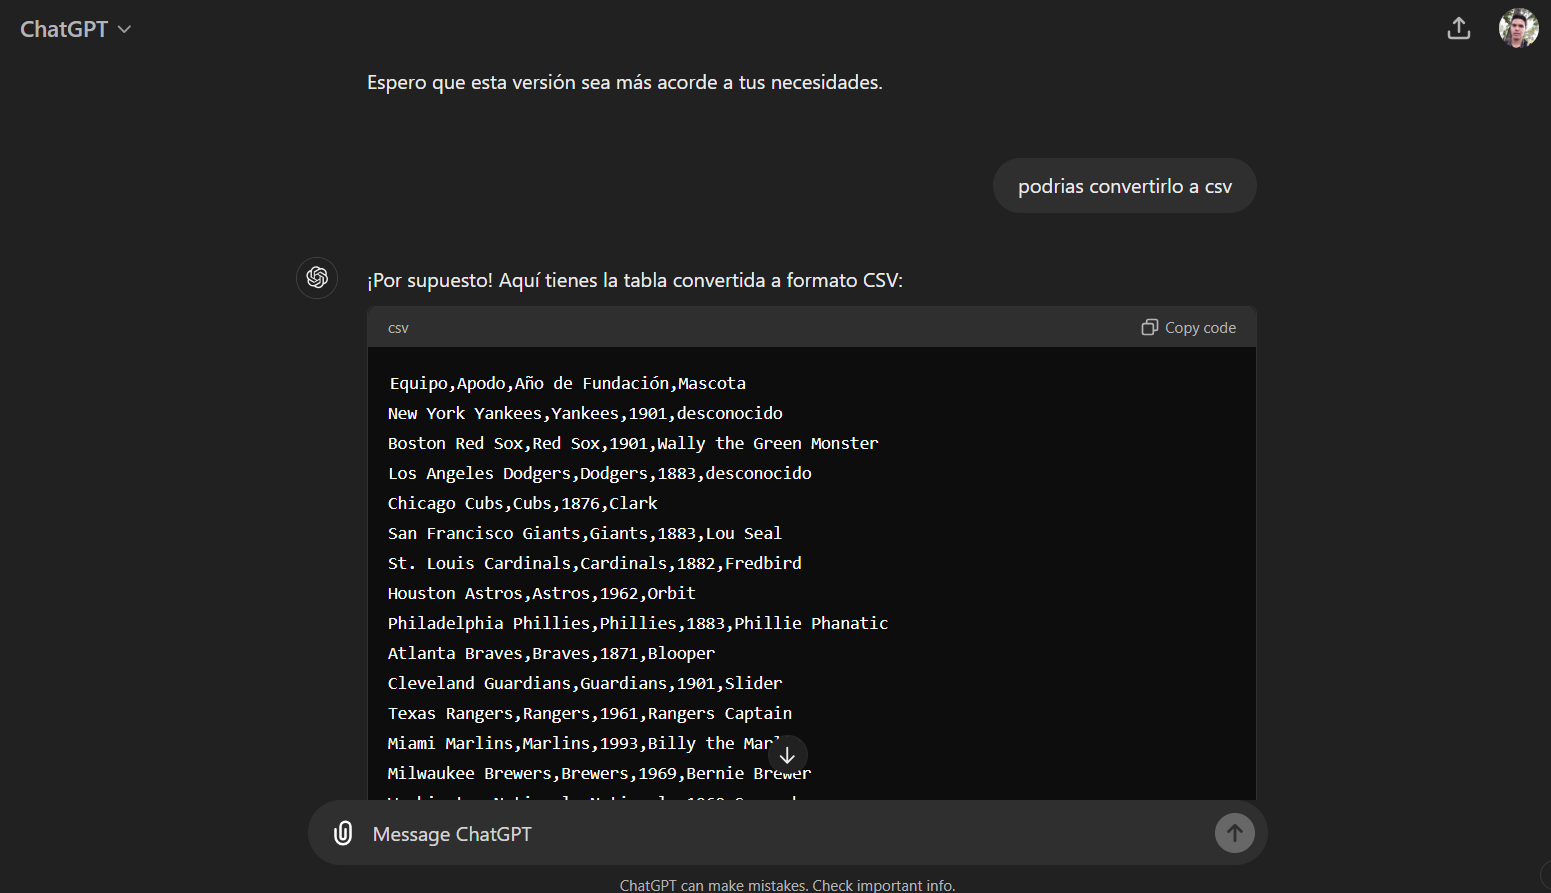 ChatGPT
Espero que esta versión sea más acorde a tus necesidades.
podrias convertirlo a csv
¡Por supuesto! Aquí tienes la tabla convertida a formato CSV:
csv
Copy code
Equipo,Apodo,Año de Fundación,Mascota
New York Yankees,Yankees,1901,desconocido
Boston Red Sox,Red Sox,1901,Wally the Green Monster
Los Angeles Dodgers,Dodgers,1883,desconocido
Chicago Cubs,Cubs,1876,Clark
San Francisco Giants,Giants,1883,Lou Seal
St. Louis Cardinals,Cardinals,1882,Fredbird
Houston Astros,Astros,1962,Orbit
Philadelphia Phillies,Phillies,1883,Phillie Phanatic
Atlanta Braves,Braves,1871,Blooper
Cleveland Guardians,Guardians,1901,Slider
Texas Rangers,Rangers,1961,Rangers Captain
Miami Marlins,Marlins,1993,Billy the
Milwaukee Brewers,Brewers,1969,Bernie Brewer
Message ChatGPT
ChatGPT can make mistakes. Check important info.